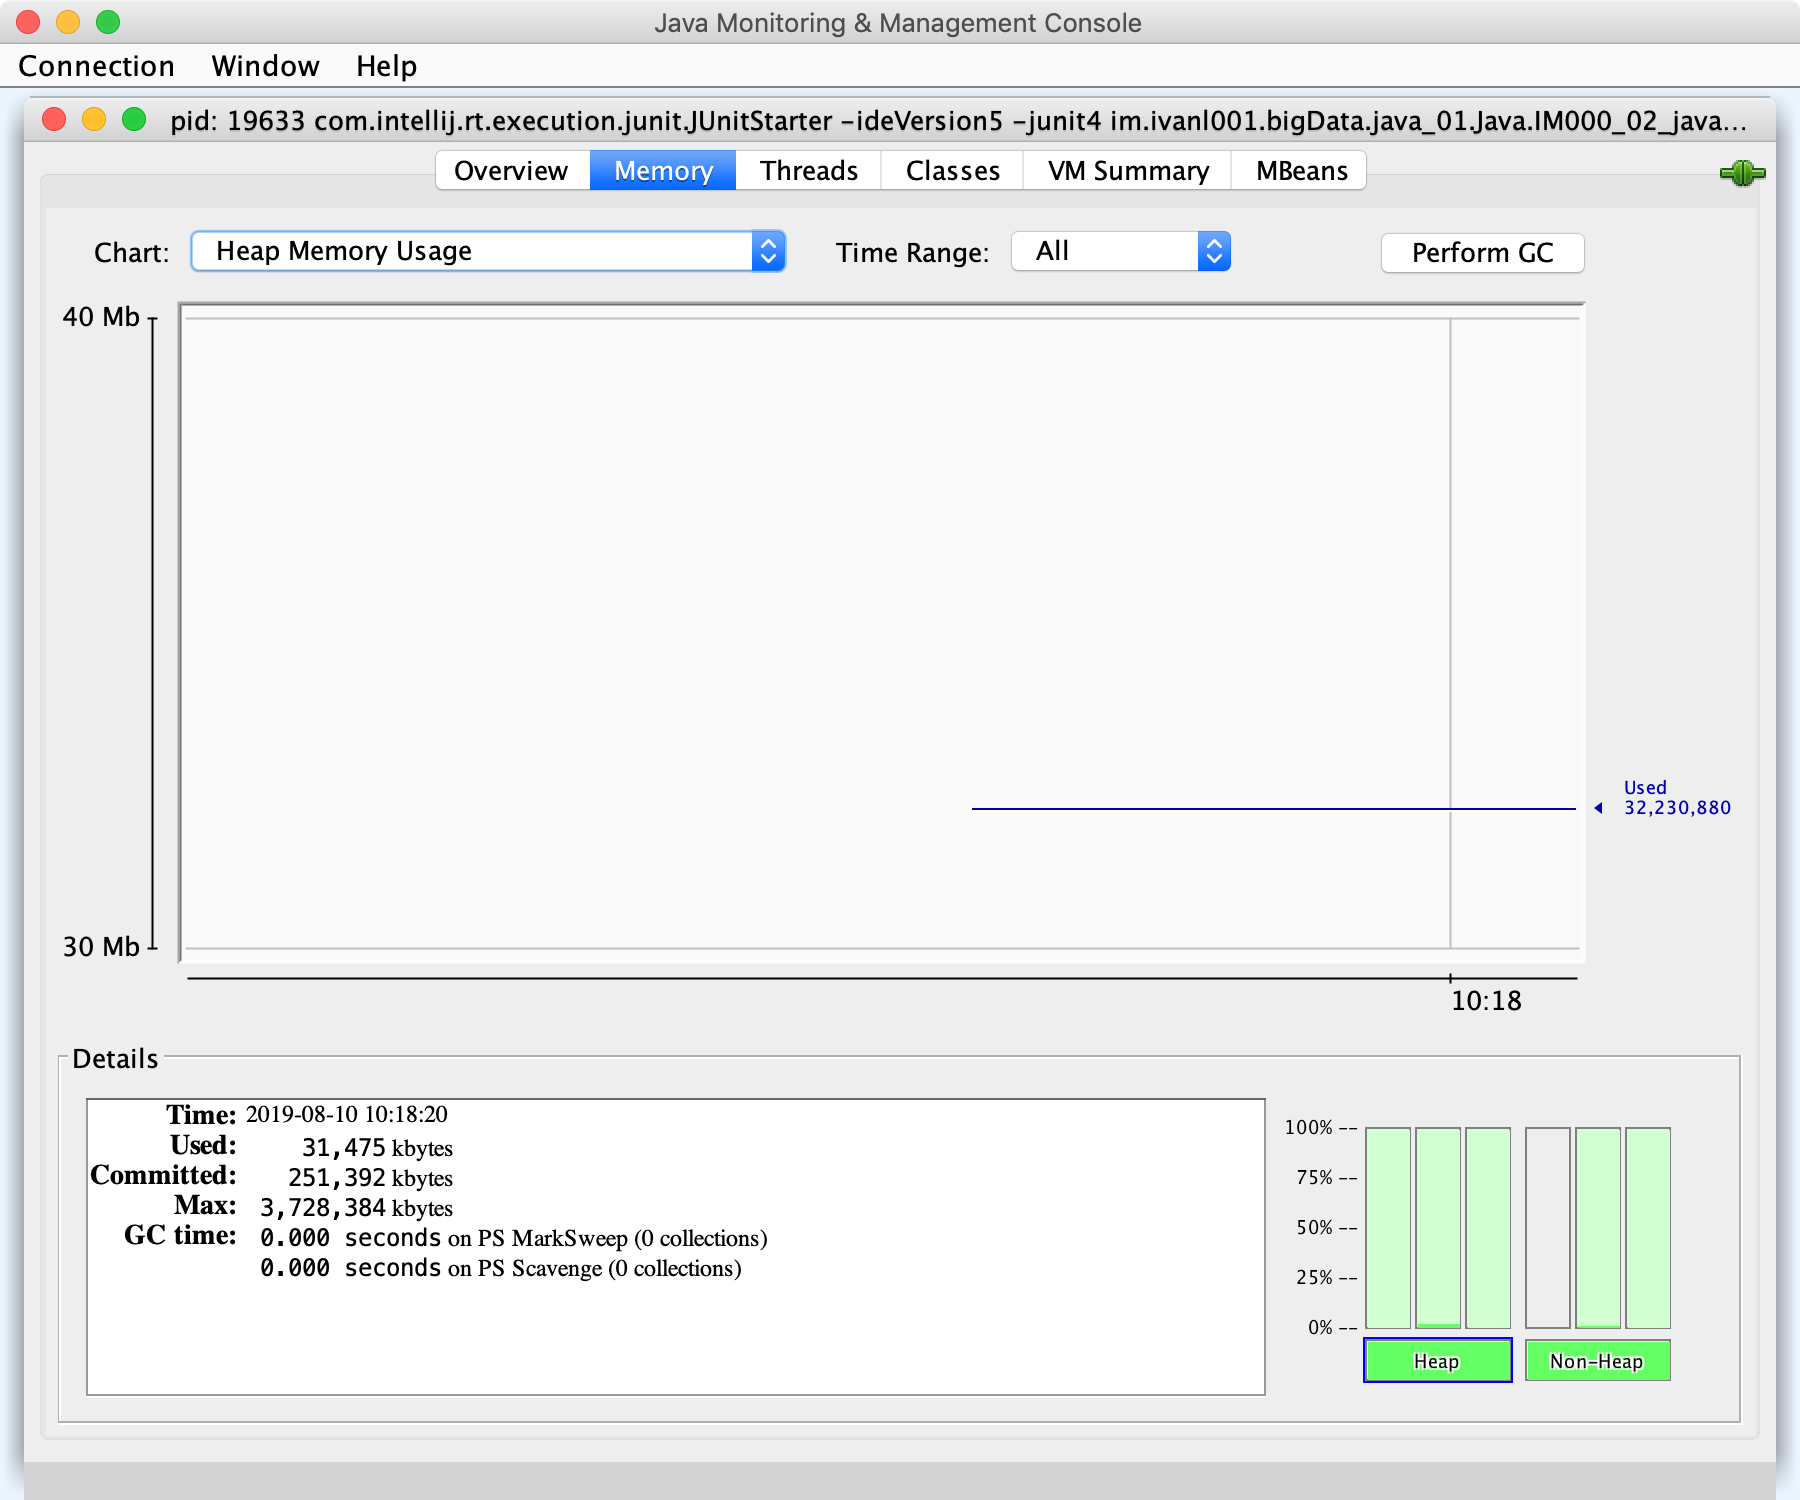 Java Monitoring & Management Console
Connection Window Help
pid: 19633 com.intellij.rt.execution.junit.JUnitStarter -ideVersion5 -junit4 im.ivanl001.bigData.java_01.Java.IM000_02_java...
Overview Memory Threads Classes VM Summary MBeans
Chart: Heap Memory Usage Time Range: All Perform GC
40 Mb
Used
32,230,880
30 Mb
10:18
Details
Time: 2019-08-10 10:18:20
Used: 31,475 kbytes
Committed: 251,392 kbytes
Max: 3,728,384 kbytes
GC time: 0.000 seconds on PS MarkSweep (0 collections)
0.000 seconds on PS Scavenge (0 collections)
100% --
75% --
50% --
25% --
0% --
Heap Non-Heap